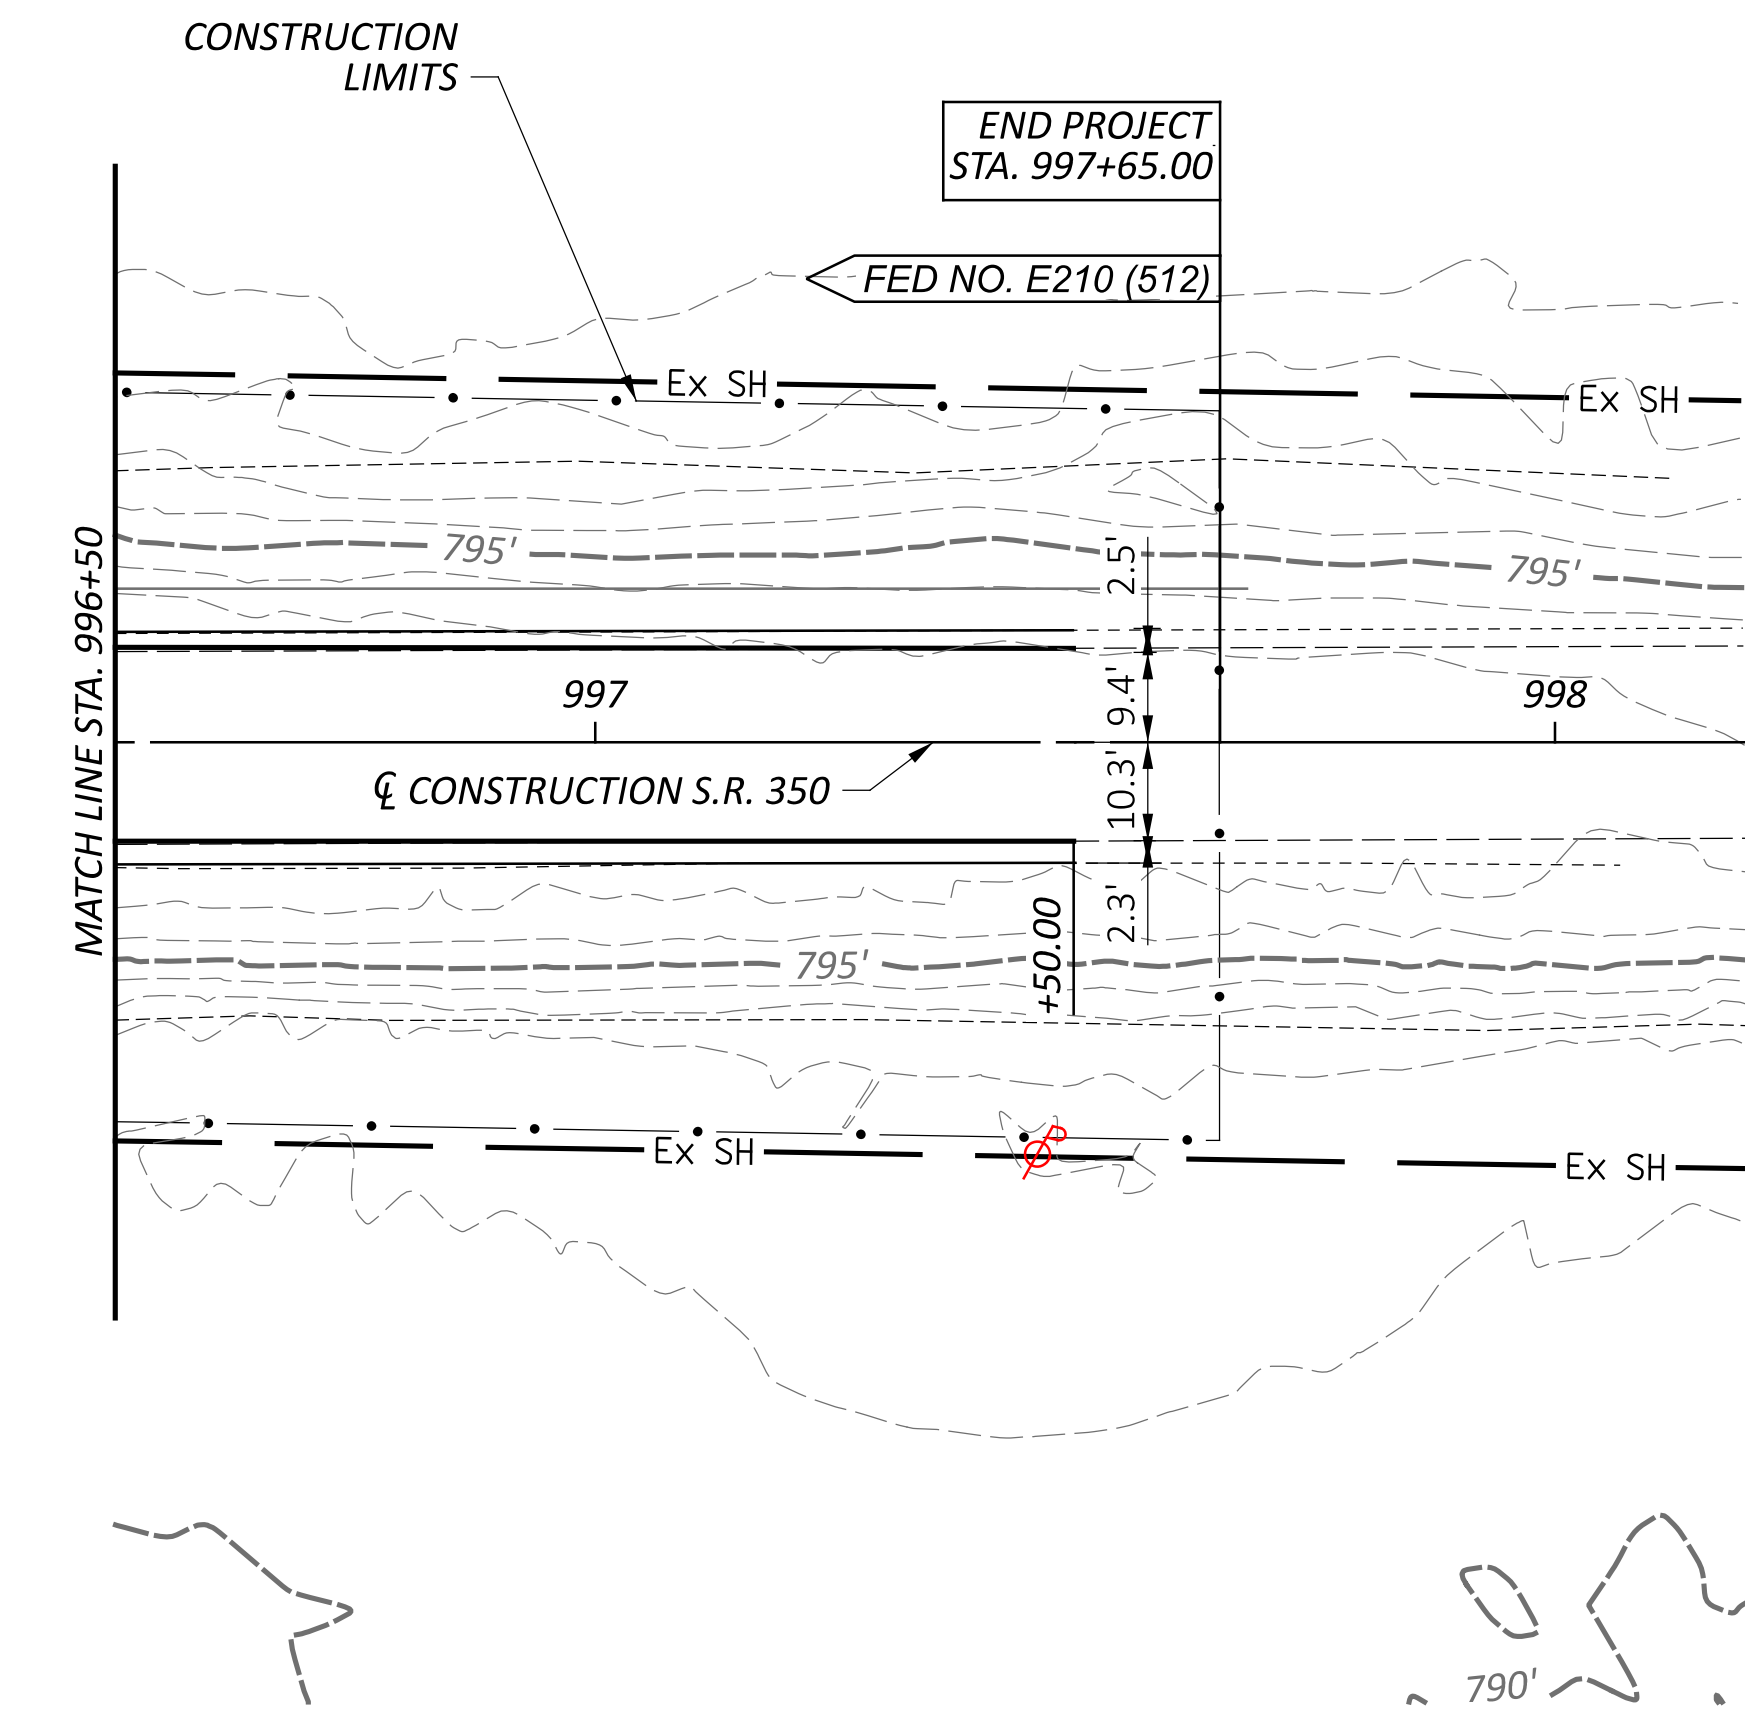 CONSTRUCTION
LIMITS
END PROJECT
STA. 997+65.00
FED NO. E210 (512)
Ex SH
Ex SH
795'
2.5'
795'
MATCH LINE STA. 996+50
997
9.4'
998
℄ CONSTRUCTION S.R. 350
10.3'
2.3'
+50.00
795'
Ex SH
P
Ex SH
790'